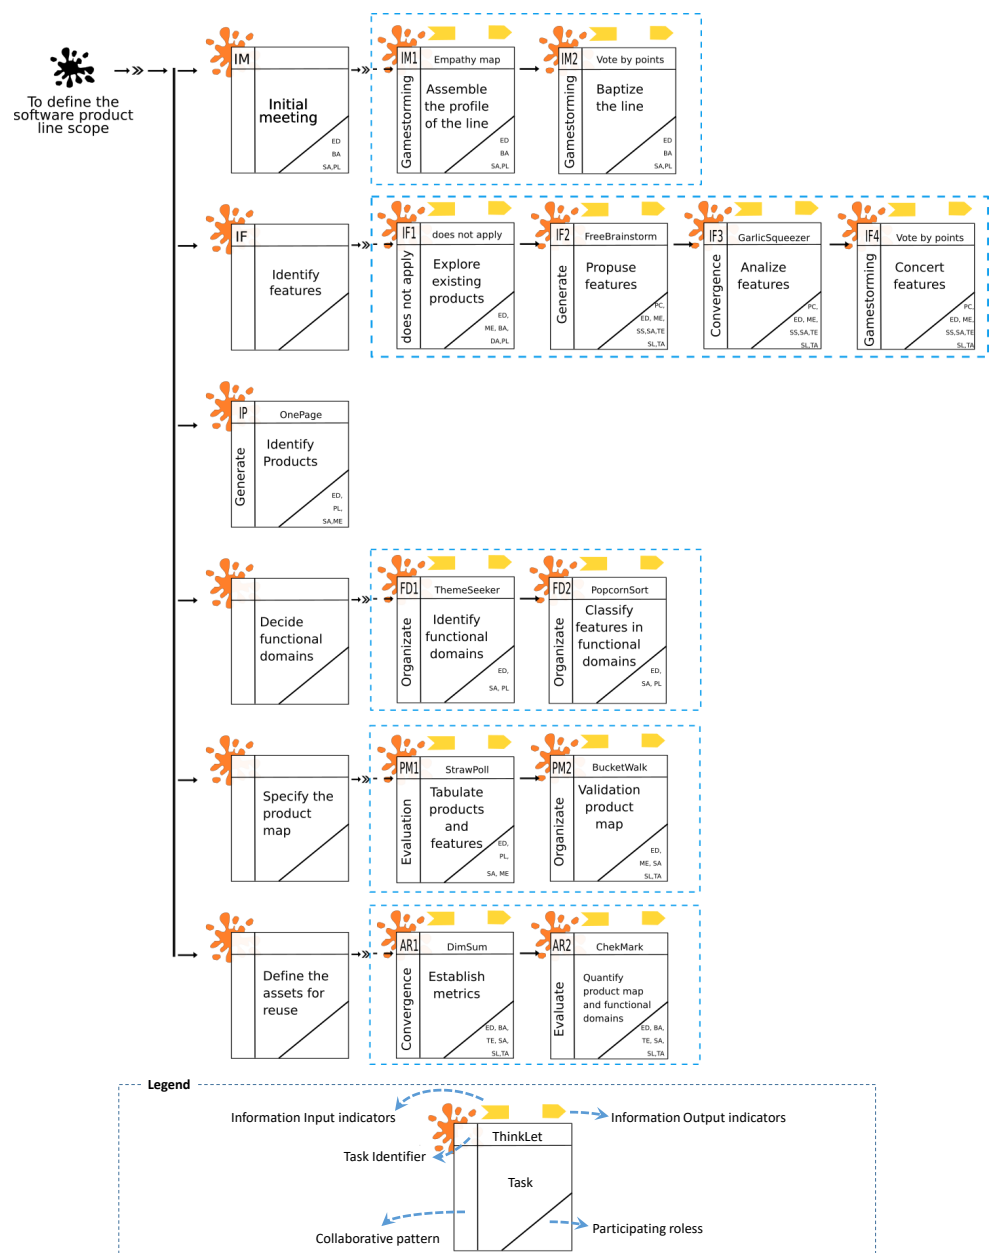 To define the
software product
line scope
IM
Initial
meeting
ED
BA
SA,PL
IM1
Empathy map
Gamestorming
Assemble
the profile
of the line
ED
BA
SA,PL
IM2
Vote by points
Gamestorming
Baptize
the line
ED
BA
SA,PL
IF
Identify
features
IF1
does not apply
does not apply
Explore
existing
products
ED,
ME, BA,
DA,PL
IF2
FreeBrainstorm
Generate
Propuse
features
PC,
ED, ME,
SS,SA,TE
SL,TA
IF3
GarlicSqueezer
Convergence
Analize
features
PC,
ED, ME,
SS,SA,TE
SL,TA
IF4
Vote by points
Gamestorming
Concert
features
PC,
ED, ME,
SS,SA,TE
SL,TA
IP
OnePage
Generate
Identify
Products
ED,
PL,
SA,ME
Decide
functional
domains
FD1
ThemeSeeker
Organizate
Identify
functional
domains
ED,
SA, PL
FD2
PopcornSort
Organizate
Classify
features in
functional
domains
ED,
SA, PL
Specify the
product
map
PM1
StrawPoll
Evaluation
Tabulate
products
and
features
ED,
PL,
SA, ME
PM2
BucketWalk
Organizate
Validation
product
map
ED,
ME, SA
SL,TA
Define the
assets for
reuse
AR1
DimSum
Convergence
Establish
metrics
ED, BA,
TE, SA,
SL,TA
AR2
ChekMark
Evaluate
Quantify
product map
and functional
domains
ED, BA,
TE, SA,
SL,TA
Legend
Information Input indicators
Information Output indicators
ThinkLet
Task Identifier
Task
Collaborative pattern
Participating roless